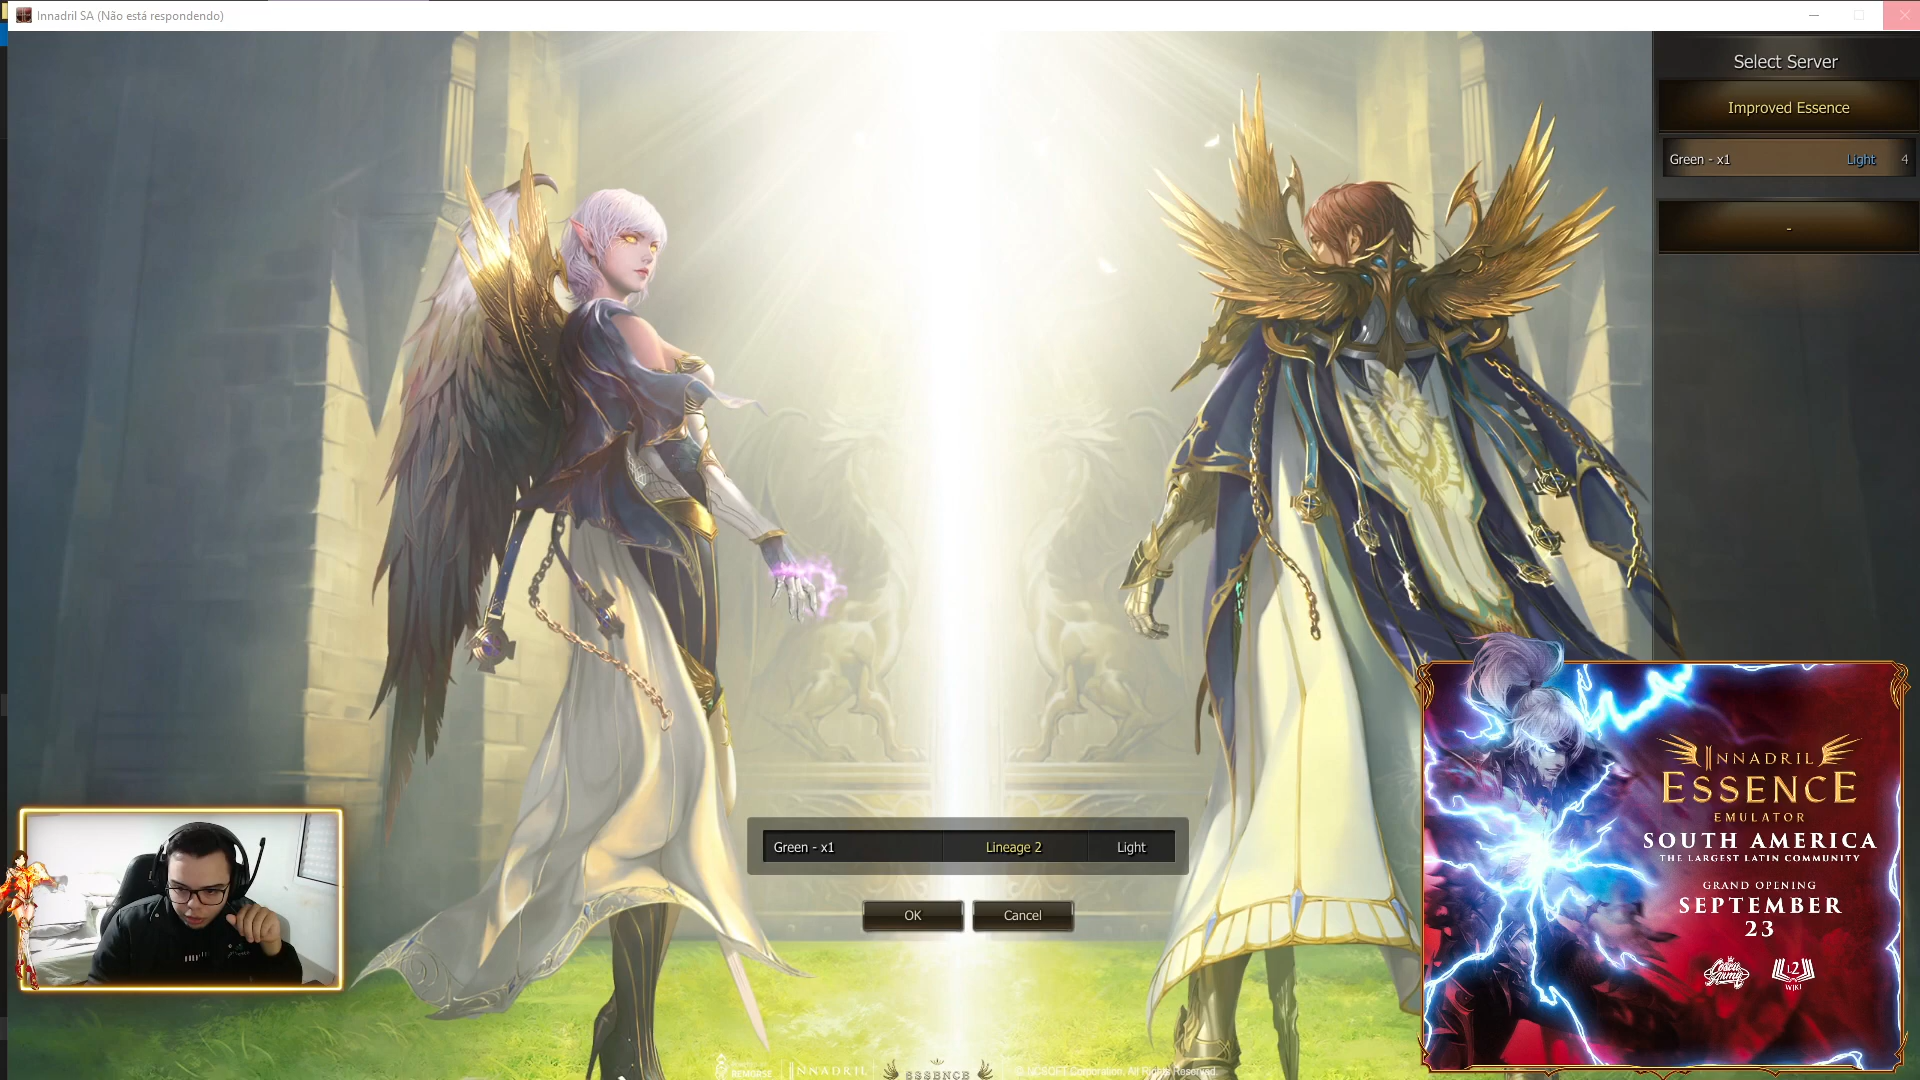 Innadril SA (Não está respondendo)
Select Server
Improved Essence
Green - x1 Light 4
-
Green - x1 Lineage 2 Light
OK Cancel
INNADRIL
ESSENCE
EMULATOR
SOUTH AMERICA
THE LARGEST LATIN COMMUNITY
GRAND OPENING
SEPTEMBER
23
L2
WIKI
REMORSE INNADRIL ESSENCE © NCSOFT Corporation. All Rights Reserved.